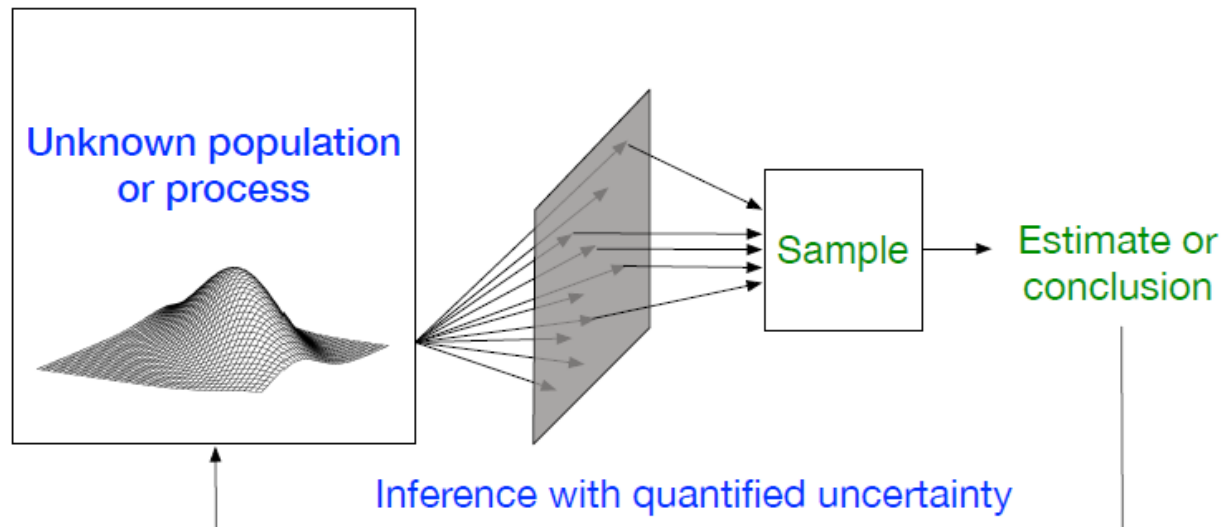 Unknown population
or process
Sample
Estimate or
conclusion
Inference with quantified uncertainty